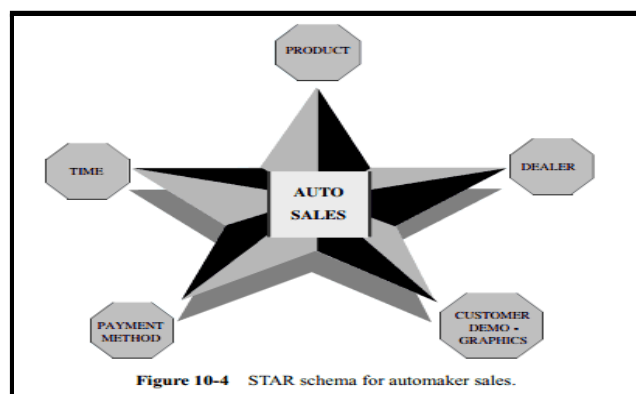 PRODUCT
TIME
DEALER
AUTO
SALES
PAYMENT
METHOD
CUSTOMER
DEMO -
GRAPHICS
Figure 10-4 STAR schema for automaker sales.